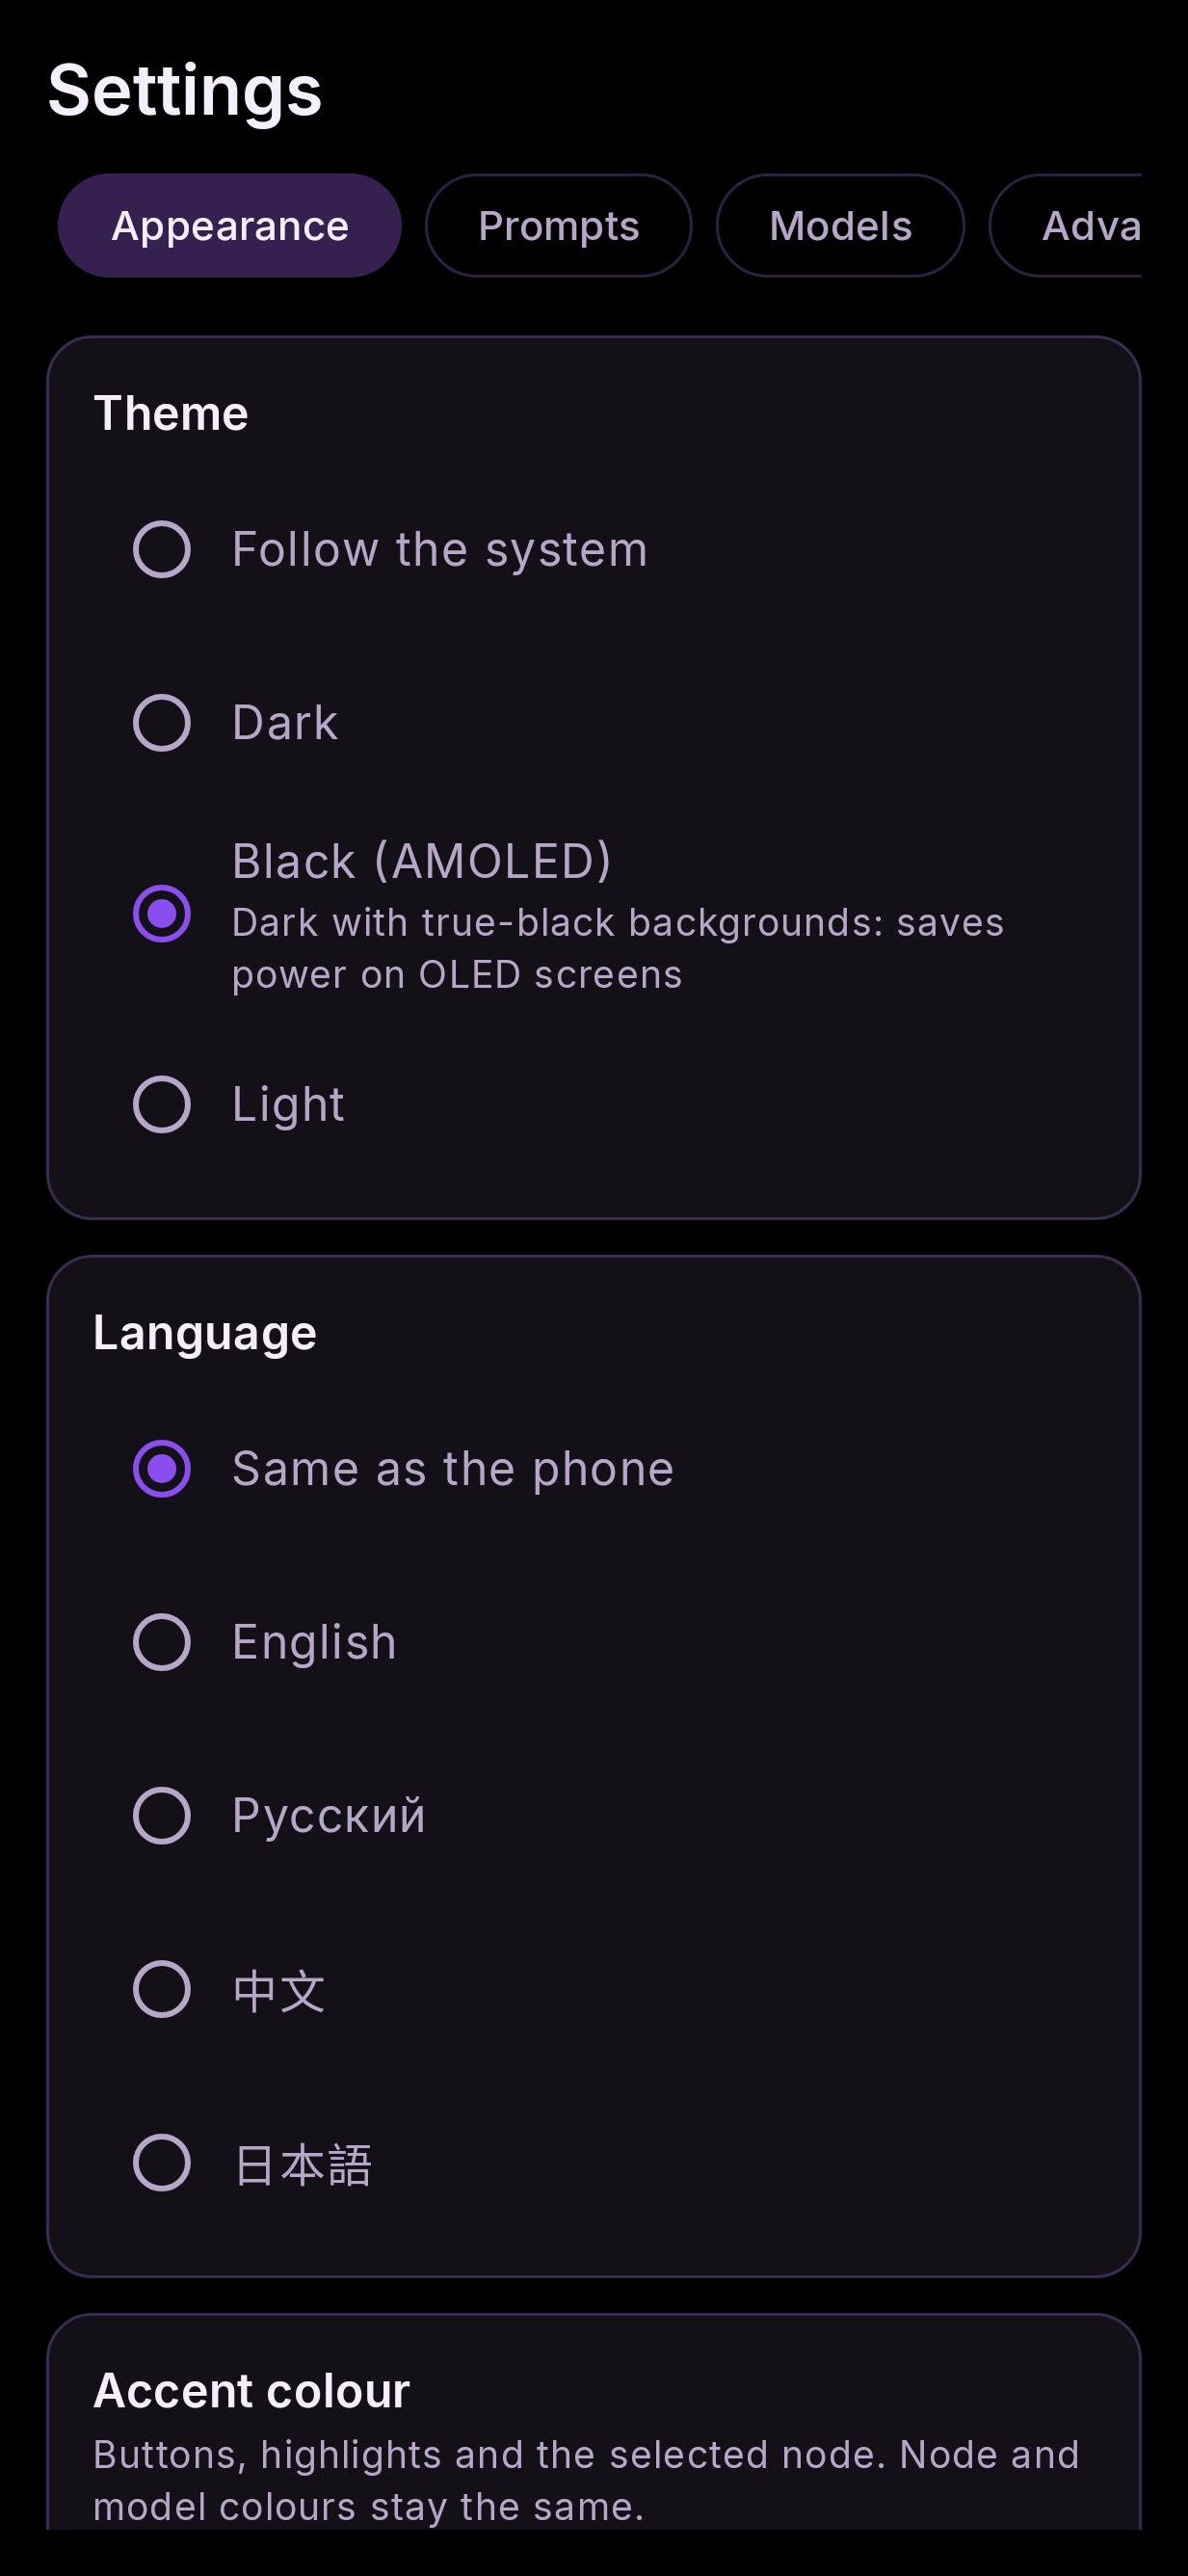 Settings
Appearance
Prompts
Models
Adva
Theme
Follow the system
Dark
Black (AMOLED)
Dark with true-black backgrounds: saves
power on OLED screens
Light
Language
Same as the phone
English
Русский
中文
日本語
Accent colour
Buttons, highlights and the selected node. Node and
model colours stay the same.